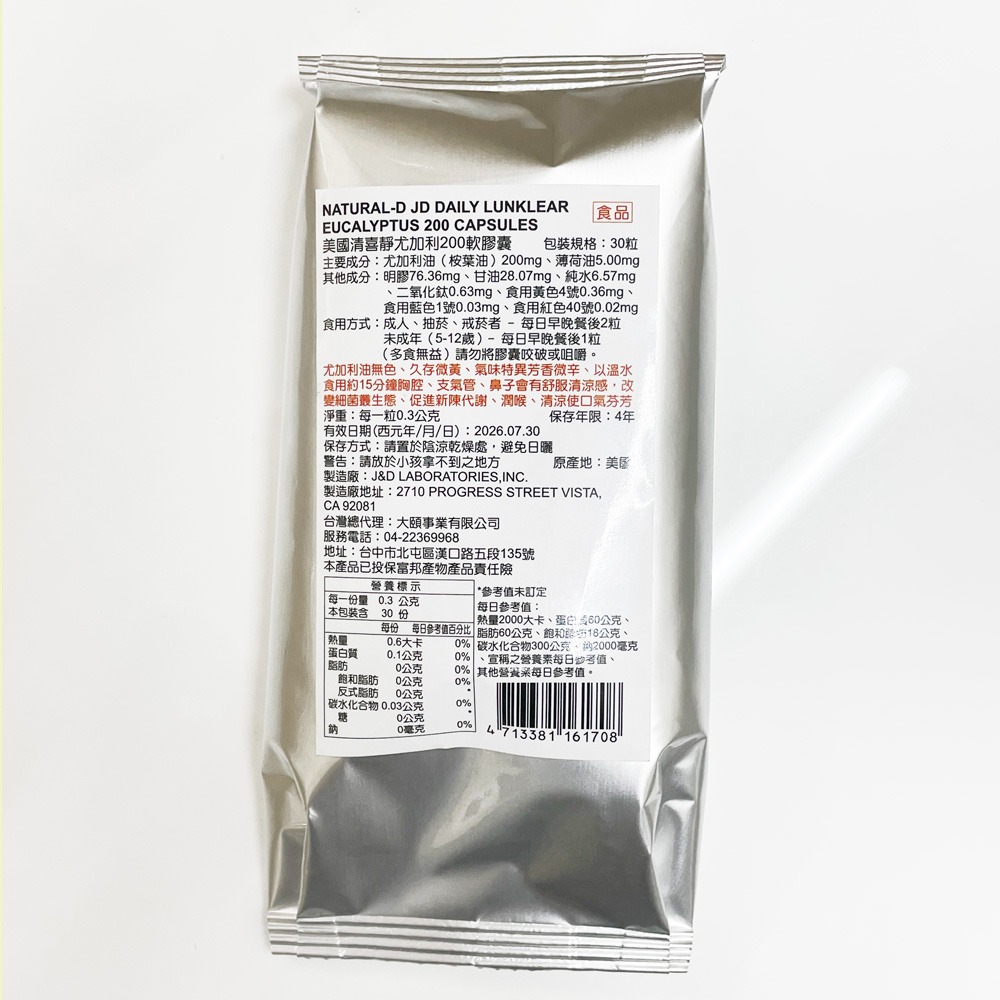 NATURAL-D JD DAILY LUNKLEAR
EUCALYPTUS 200 CAPSULES
食品
美國清喜靜尤加利200軟膠囊 包裝規格：30粒
主要成分：尤加利油（桉葉油）200mg、薄荷油5.00mg
其他成分：明膠76.36mg、甘油28.07mg、純水6.57mg
、二氧化鈦0.63mg、食用黃色4號0.36mg、
食用藍色1號0.03mg、食用紅色40號0.02mg
食用方式：成人、抽菸、戒菸者 – 每日早晚餐後2粒
未成年（5-12歲）– 每日早晚餐後1粒
（多食無益）請勿將膠囊咬破或咀嚼。
尤加利油無色、久存微黃、氣味特異芳香微辛、以溫水
食用約15分鐘胸腔、支氣管、鼻子會有舒服清涼感，改
變細菌叢生態、促進新陳代謝、潤喉、清涼使口氣芬芳
淨重：每一粒0.3公克 保存年限：4年
有效日期(西元年/月/日)：2026.07.30
保存方式：請置於陰涼乾燥處，避免日曬
警告：請放於小孩拿不到之地方 原產地：美國
製造廠：J&D LABORATORIES,INC.
製造廠地址：2710 PROGRESS STREET VISTA,
CA 92081
台灣總代理：大頤事業有限公司
服務電話：04-22369968
地址：台中市北屯區漢口路五段135號
本產品已投保富邦產物產品責任險
營養標示
每一份量 0.3 公克
本包裝含 30 份
每份 每日參考值百分比
熱量 0.6大卡 0%
蛋白質 0.1公克 0%
脂肪 0公克 0%
飽和脂肪 0公克 0%
反式脂肪 0公克 *
碳水化合物 0.03公克 0%
糖 0公克 *
鈉 0毫克 0%
*參考值未訂定
每日參考值：
熱量2000大卡、蛋白質60公克、
脂肪60公克、飽和脂肪18公克、
碳水化合物300公克、鈉2000毫克
、宣稱之營養素每日參考值、
其他營養素每日參考值。
4 713381 161708